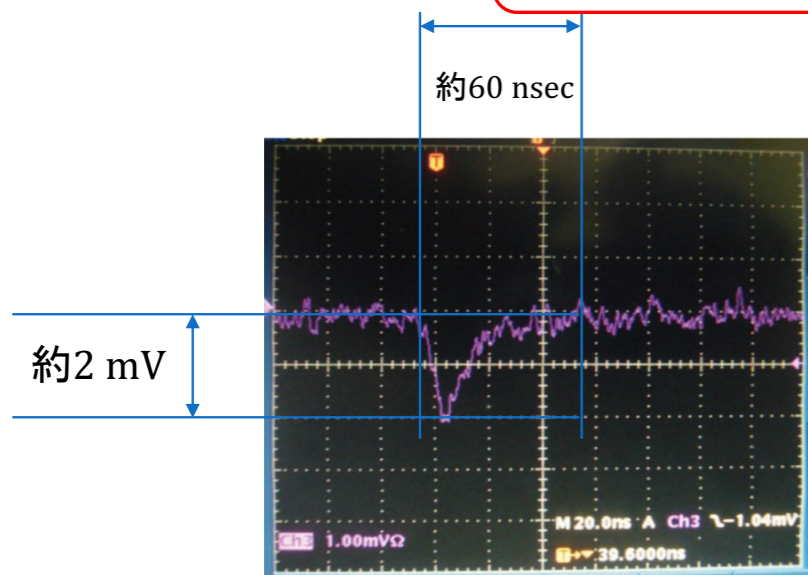 約60 nsec
約2 mV
T
M 20.0ns A Ch3 -1.04mV
Ch3 1.00mVΩ
T 39.6000ns